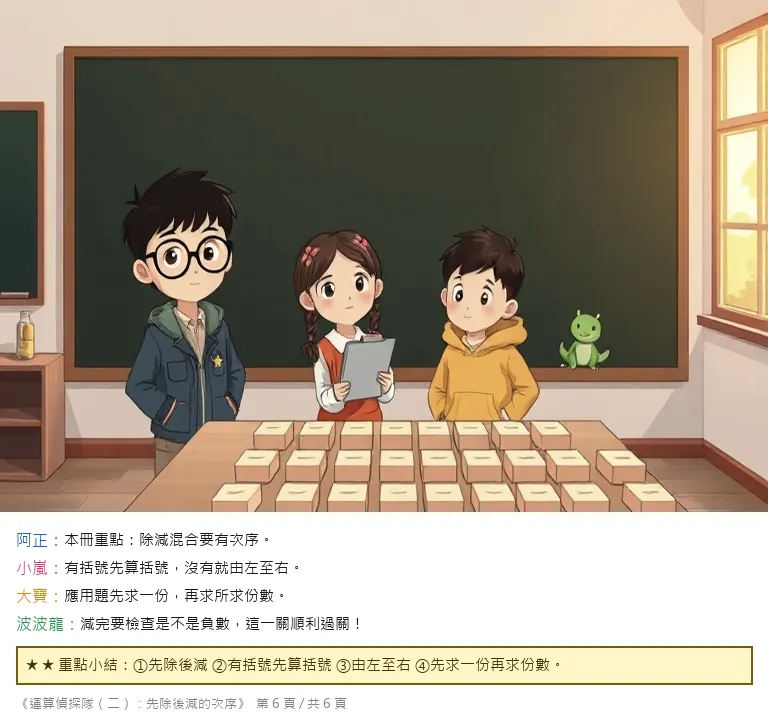 阿正：本冊重點：除減混合要有次序。
小嵐：有括號先算括號，沒有就由左至右。
大寶：應用題先求一份，再求所求份數。
波波龍：減完要檢查是不是負數，這一關順利過關！
★★ 重點小結：①先除後減 ②有括號先算括號 ③由左至右 ④先求一份再求份數。
《運算偵探隊（二）：先除後減的次序》 第 6 頁 / 共 6 頁